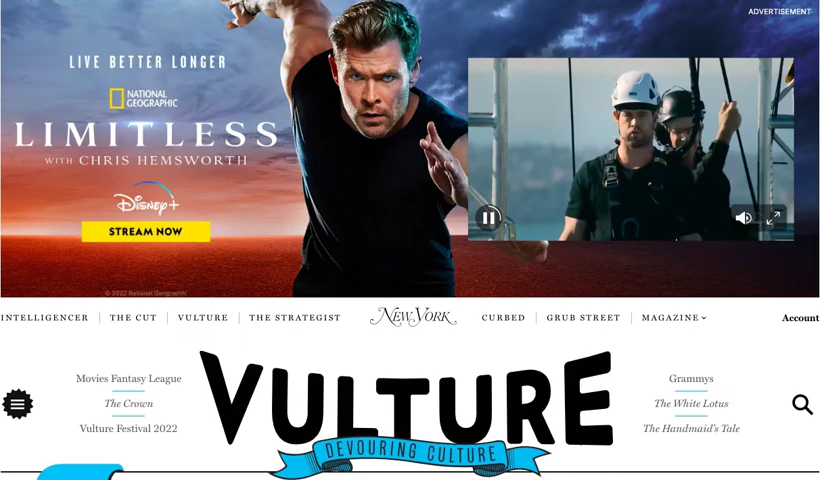 ADVERTISEMENT
LIVE BETTER LONGER
NATIONAL
GEOGRAPHIC
LIMITLESS
WITH CHRIS HEMSWORTH
Disney+
STREAM NOW
© 2022 National Geographic
INTELLIGENCER THE CUT VULTURE THE STRATEGIST NEW YORK CURBED GRUB STREET MAGAZINE Account
Movies Fantasy League
The Crown
Vulture Festival 2022
VULTURE
DEVOURING CULTURE
Grammys
The White Lotus
The Handmaid's Tale